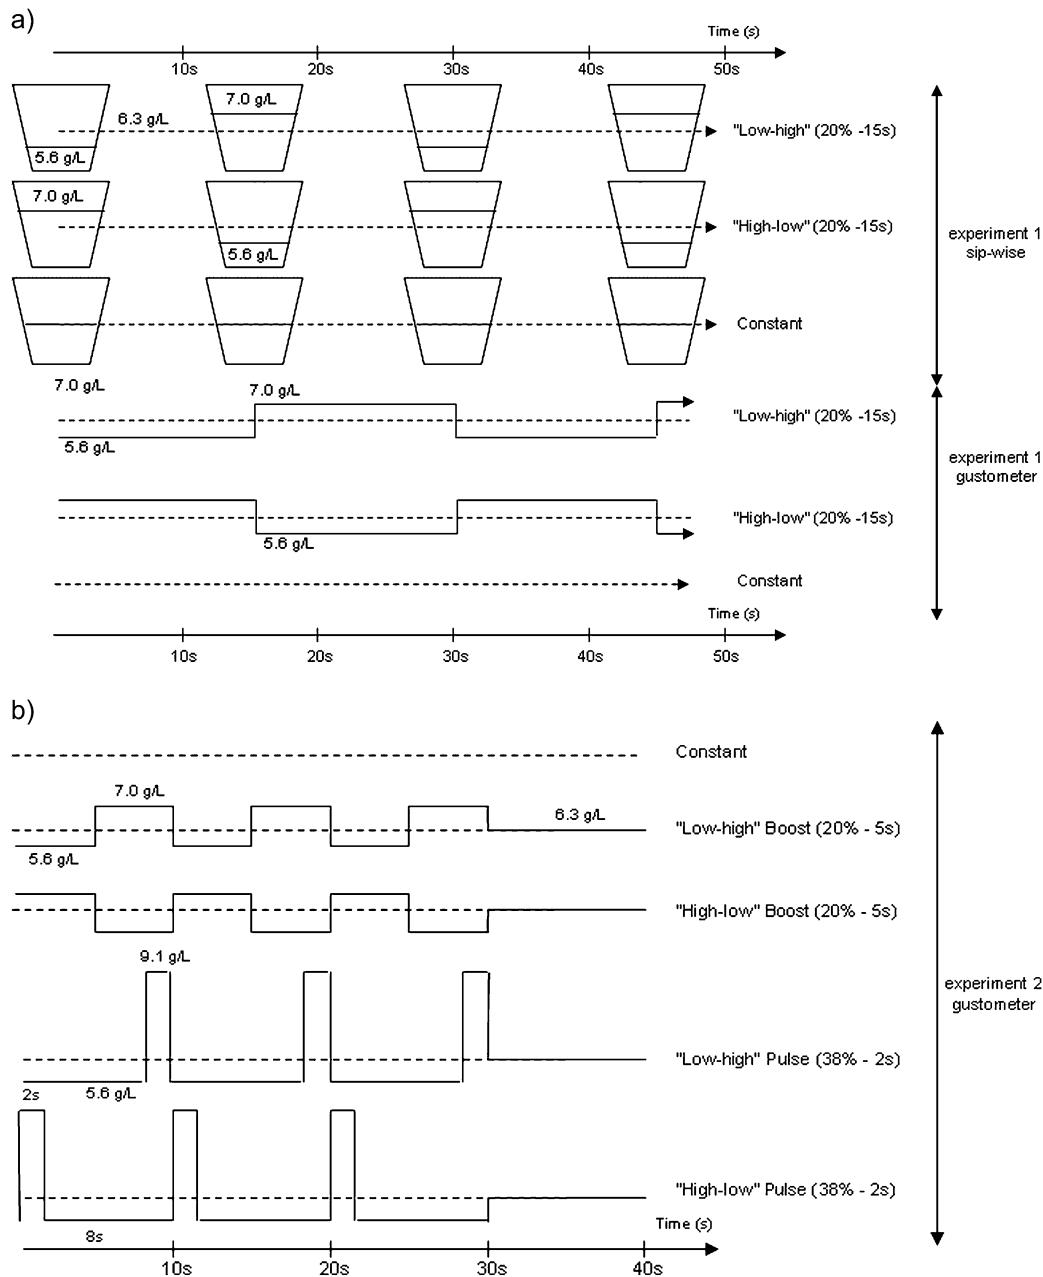 a)
Time (s)
10s 20s 30s 40s 50s
7.0 g/L
6.3 g/L
"Low-high" (20% -15s)
5.6 g/L
7.0 g/L
"High-low" (20% -15s)
experiment 1
sip-wise
5.6 g/L
Constant
7.0 g/L 7.0 g/L
"Low-high" (20% -15s)
5.6 g/L
experiment 1
gustometer
"High-low" (20% -15s)
5.6 g/L
Constant
Time (s)
10s 20s 30s 40s 50s
b)
Constant
7.0 g/L
6.3 g/L
"Low-high" Boost (20% - 5s)
5.6 g/L
"High-low" Boost (20% - 5s)
9.1 g/L
experiment 2
gustometer
"Low-high" Pulse (38% - 2s)
2s 5.6 g/L
"High-low" Pulse (38% - 2s)
Time (s)
8s
10s 20s 30s 40s